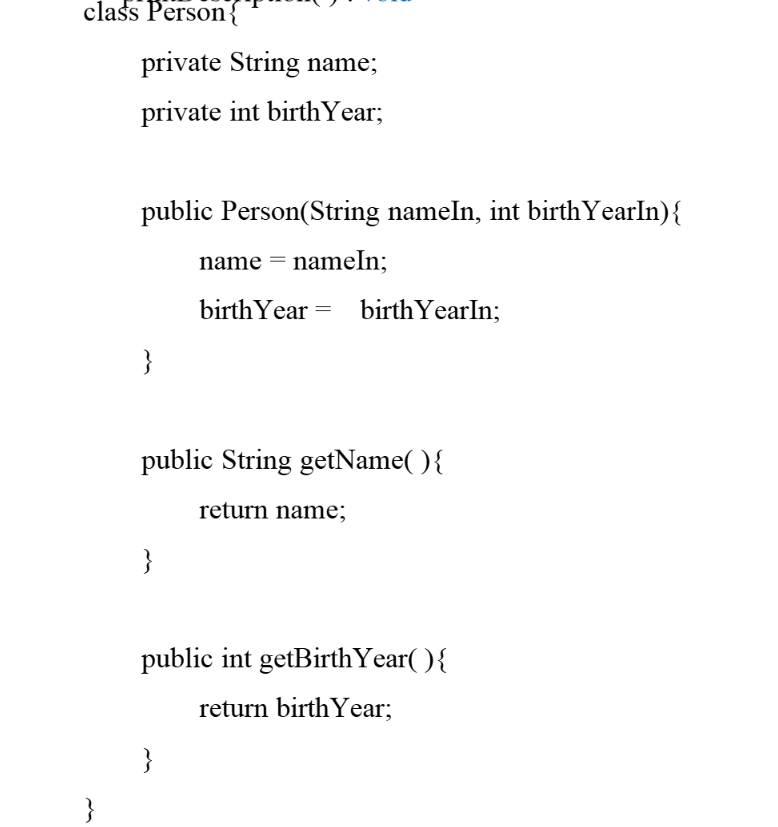 void
class Person{
private String name;
private int birthYear;
public Person(String nameIn, int birthYearIn){
name = nameIn;
birthYear = birthYearIn;
}
public String getName( ){
return name;
}
public int getBirthYear( ){
return birthYear;
}
}